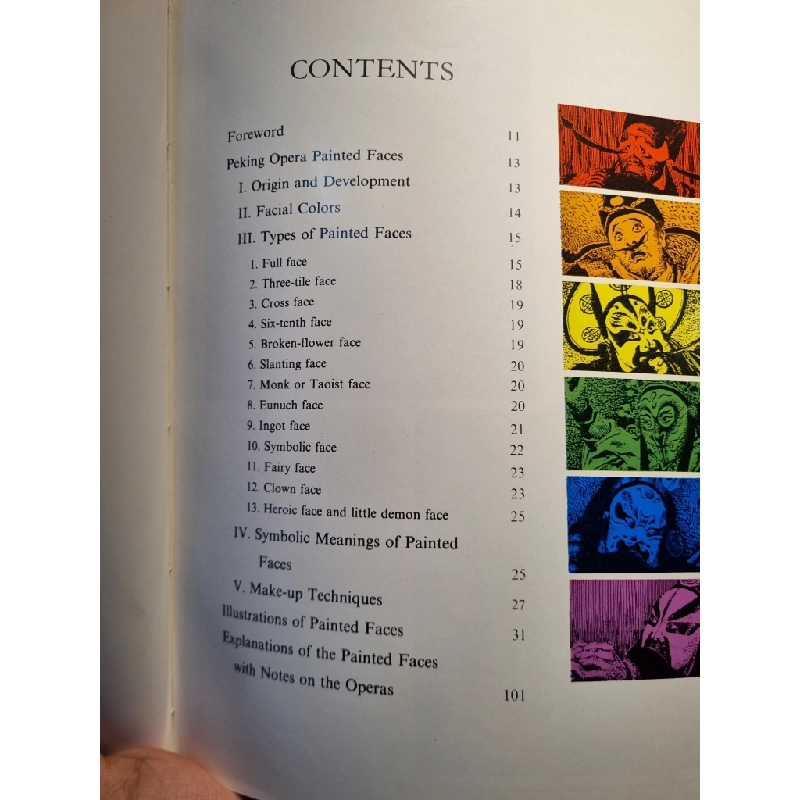 CONTENTS
Foreword 11
Peking Opera Painted Faces 13
I. Origin and Development 13
II. Facial Colors 14
III. Types of Painted Faces 15
1. Full face 15
2. Three-tile face 18
3. Cross face 19
4. Six-tenth face 19
5. Broken-flower face 19
6. Slanting face 20
7. Monk or Taoist face 20
8. Eunuch face 20
9. Ingot face 21
10. Symbolic face 22
11. Fairy face 23
12. Clown face 23
13. Heroic face and little demon face 25
IV. Symbolic Meanings of Painted
Faces 25
V. Make-up Techniques 27
Illustrations of Painted Faces 31
Explanations of the Painted Faces
with Notes on the Operas 101